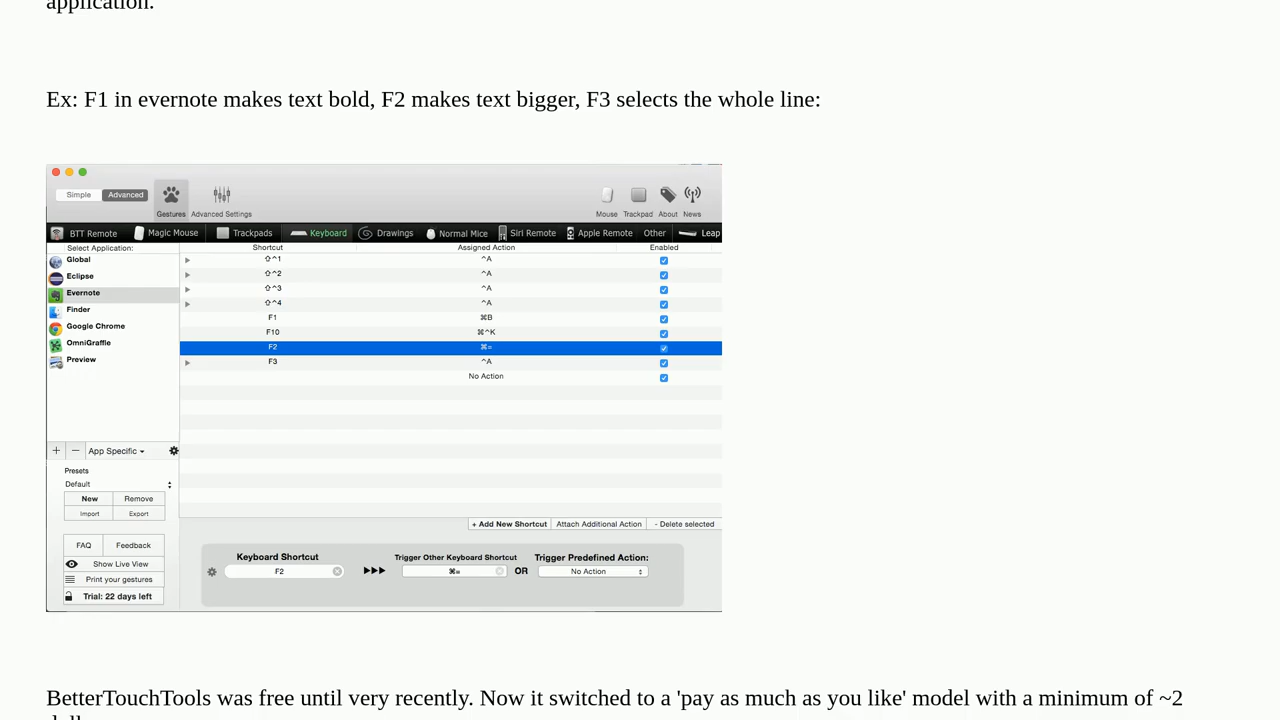 application.
Ex: F1 in evernote makes text bold, F2 makes text bigger, F3 selects the whole line:
Simple Advanced
Gestures Advanced Settings Mouse Trackpad About News
BTT Remote Magic Mouse Trackpads Keyboard Drawings Normal Mice Siri Remote Apple Remote Other Leap
Select Application: Shortcut Assigned Action Enabled
Global ⇧^1 ^A
Eclipse ⇧^2 ^A
Evernote ⇧^3 ^A
Finder ⇧^4 ^A
Google Chrome F1 ⌘B
OmniGraffle F10 ⌘^K
Preview F2 ⌘=
F3 ^A
No Action
+ − App Specific
Presets
Default
New Remove
Import Export
+ Add New Shortcut Attach Additional Action - Delete selected
FAQ Feedback
Show Live View
Print your gestures
Trial: 22 days left
Keyboard Shortcut Trigger Other Keyboard Shortcut Trigger Predefined Action:
F2 ⌘= OR No Action
BetterTouchTools was free until very recently. Now it switched to a 'pay as much as you like' model with a minimum of ~2